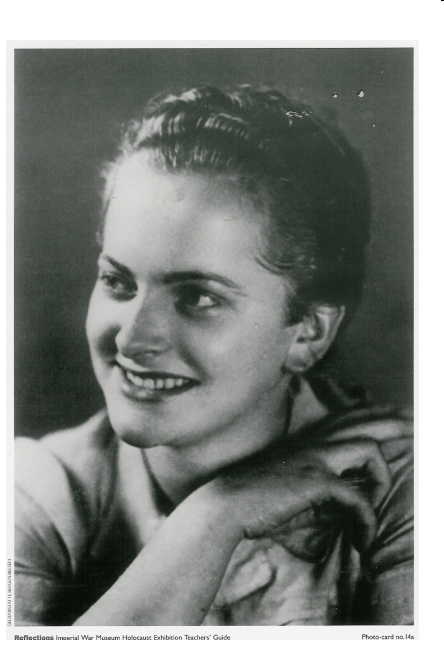 Reflections Imperial War Museum Holocaust Exhibition Teachers' Guide
Photo-card no.14a